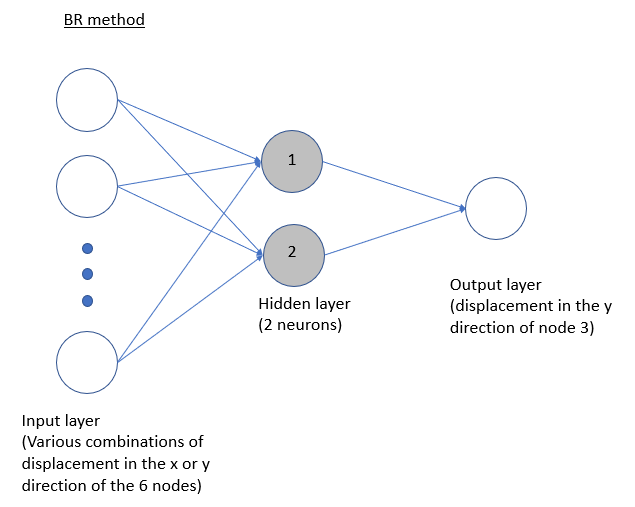 BR method
1
2
Hidden layer
(2 neurons)
Output layer
(displacement in the y
direction of node 3)
Input layer
(Various combinations of
displacement in the x or y
direction of the 6 nodes)